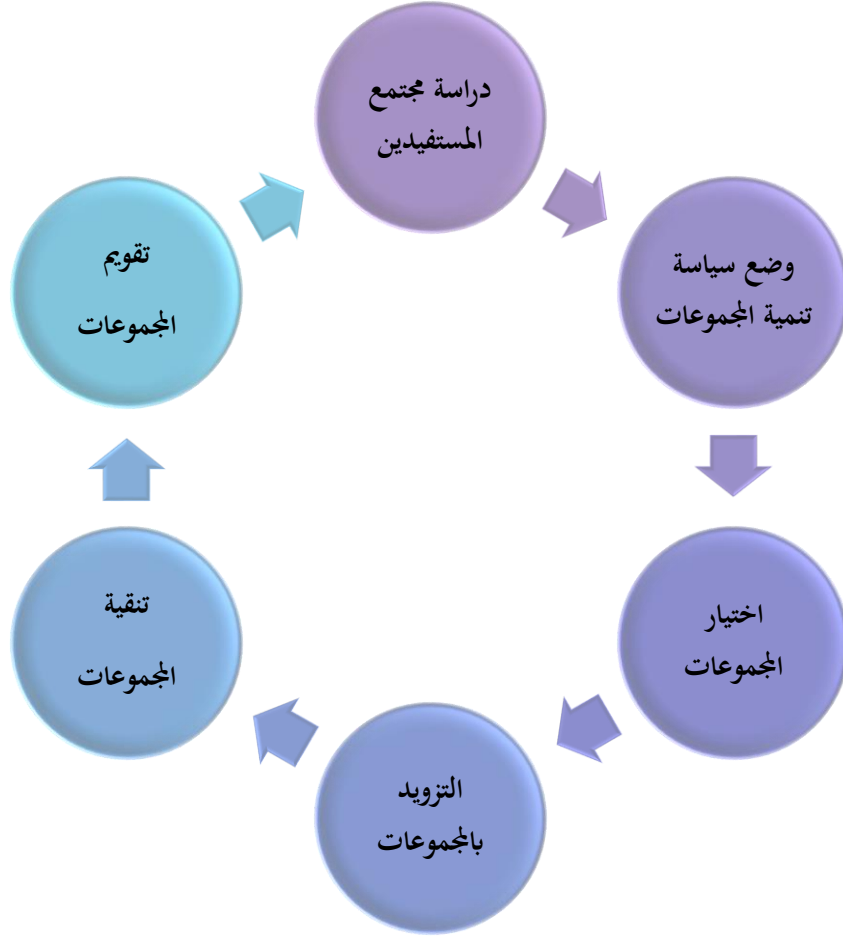 دراسة مجتمع
المستفيدين
وضع سياسة
تنمية المجموعات
اختيار
المجموعات
التزويد
بالمجموعات
تنقية
المجموعات
تقويم
المجموعات